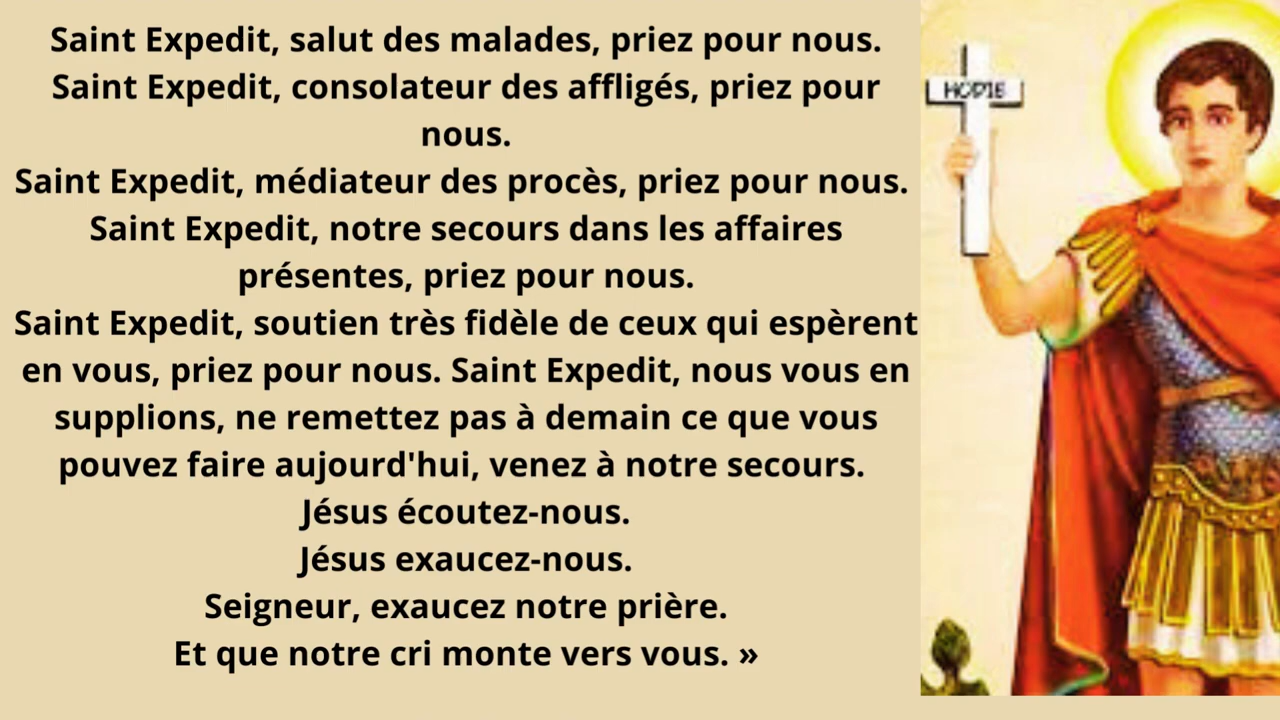 Saint Expedit, salut des malades, priez pour nous.
Saint Expedit, consolateur des affligés, priez pour
nous.
Saint Expedit, médiateur des procès, priez pour nous.
Saint Expedit, notre secours dans les affaires
présentes, priez pour nous.
Saint Expedit, soutien très fidèle de ceux qui espèrent
en vous, priez pour nous. Saint Expedit, nous vous en
supplions, ne remettez pas à demain ce que vous
pouvez faire aujourd'hui, venez à notre secours.
Jésus écoutez-nous.
Jésus exaucez-nous.
Seigneur, exaucez notre prière.
Et que notre cri monte vers vous. »
HODIE